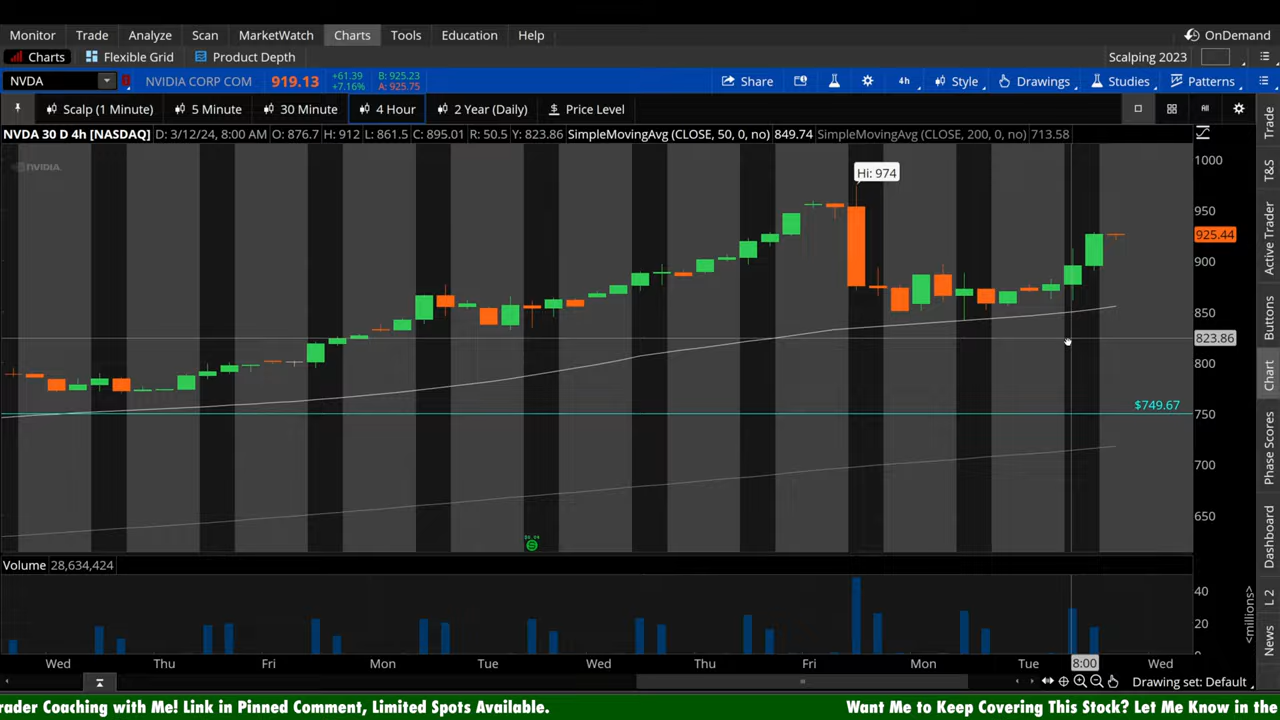 Monitor Trade Analyze Scan MarketWatch Charts Tools Education Help OnDemand
Charts Flexible Grid Product Depth Scalping 2023
NVDA NVIDIA CORP COM 919.13 +61.39 +7.16% B: 925.23 A: 925.75 Share 4h Style Drawings Studies Patterns
Scalp (1 Minute) 5 Minute 30 Minute 4 Hour 2 Year (Daily) Price Level
NVDA 30 D 4h [NASDAQ] D: 3/12/24, 8:00 AM O: 876.7 H: 912 L: 861.5 C: 895.01 R: 50.5 Y: 823.86 SimpleMovingAvg (CLOSE, 50, 0, no) 849.74 SimpleMovingAvg (CLOSE, 200, 0, no) 713.58
NVIDIA
Hi: 974
1000
950
925.44
900
850
823.86
800
$749.67
750
700
650
Volume 28,634,424
40
20
0
<millions>
Wed Thu Fri Mon Tue Wed Thu Fri Mon Tue 8:00 Wed
Drawing set: Default
Trade
T&S
Active Trader
Buttons
Chart
Phase Scores
Dashboard
L 2
News
rader Coaching with Me! Link in Pinned Comment, Limited Spots Available. Want Me to Keep Covering This Stock? Let Me Know in the